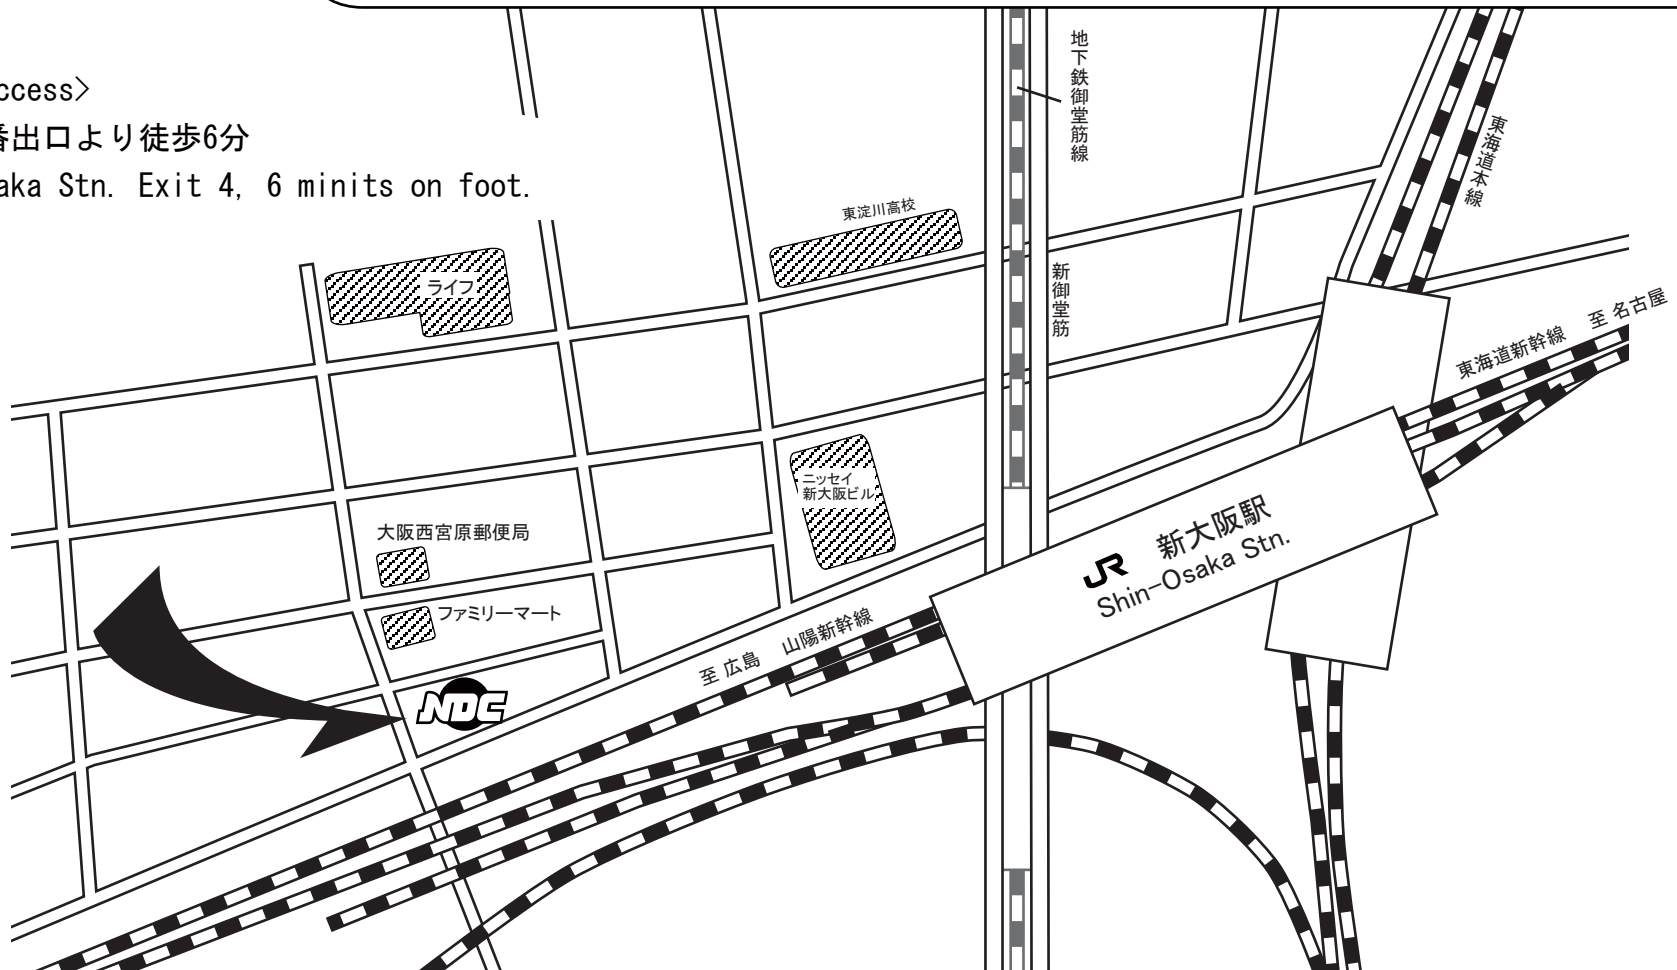 ccess>
番出口より徒歩6分
aka Stn. Exit 4, 6 minits on foot.
地下鉄御堂筋線
東海道本線
東淀川高校
新御堂筋
ライフ
至 名古屋
東海道新幹線
ニッセイ
新大阪ビル
大阪西宮原郵便局
JR 新大阪駅
Shin-Osaka Stn.
ファミリーマート
至 広島 山陽新幹線
NDC